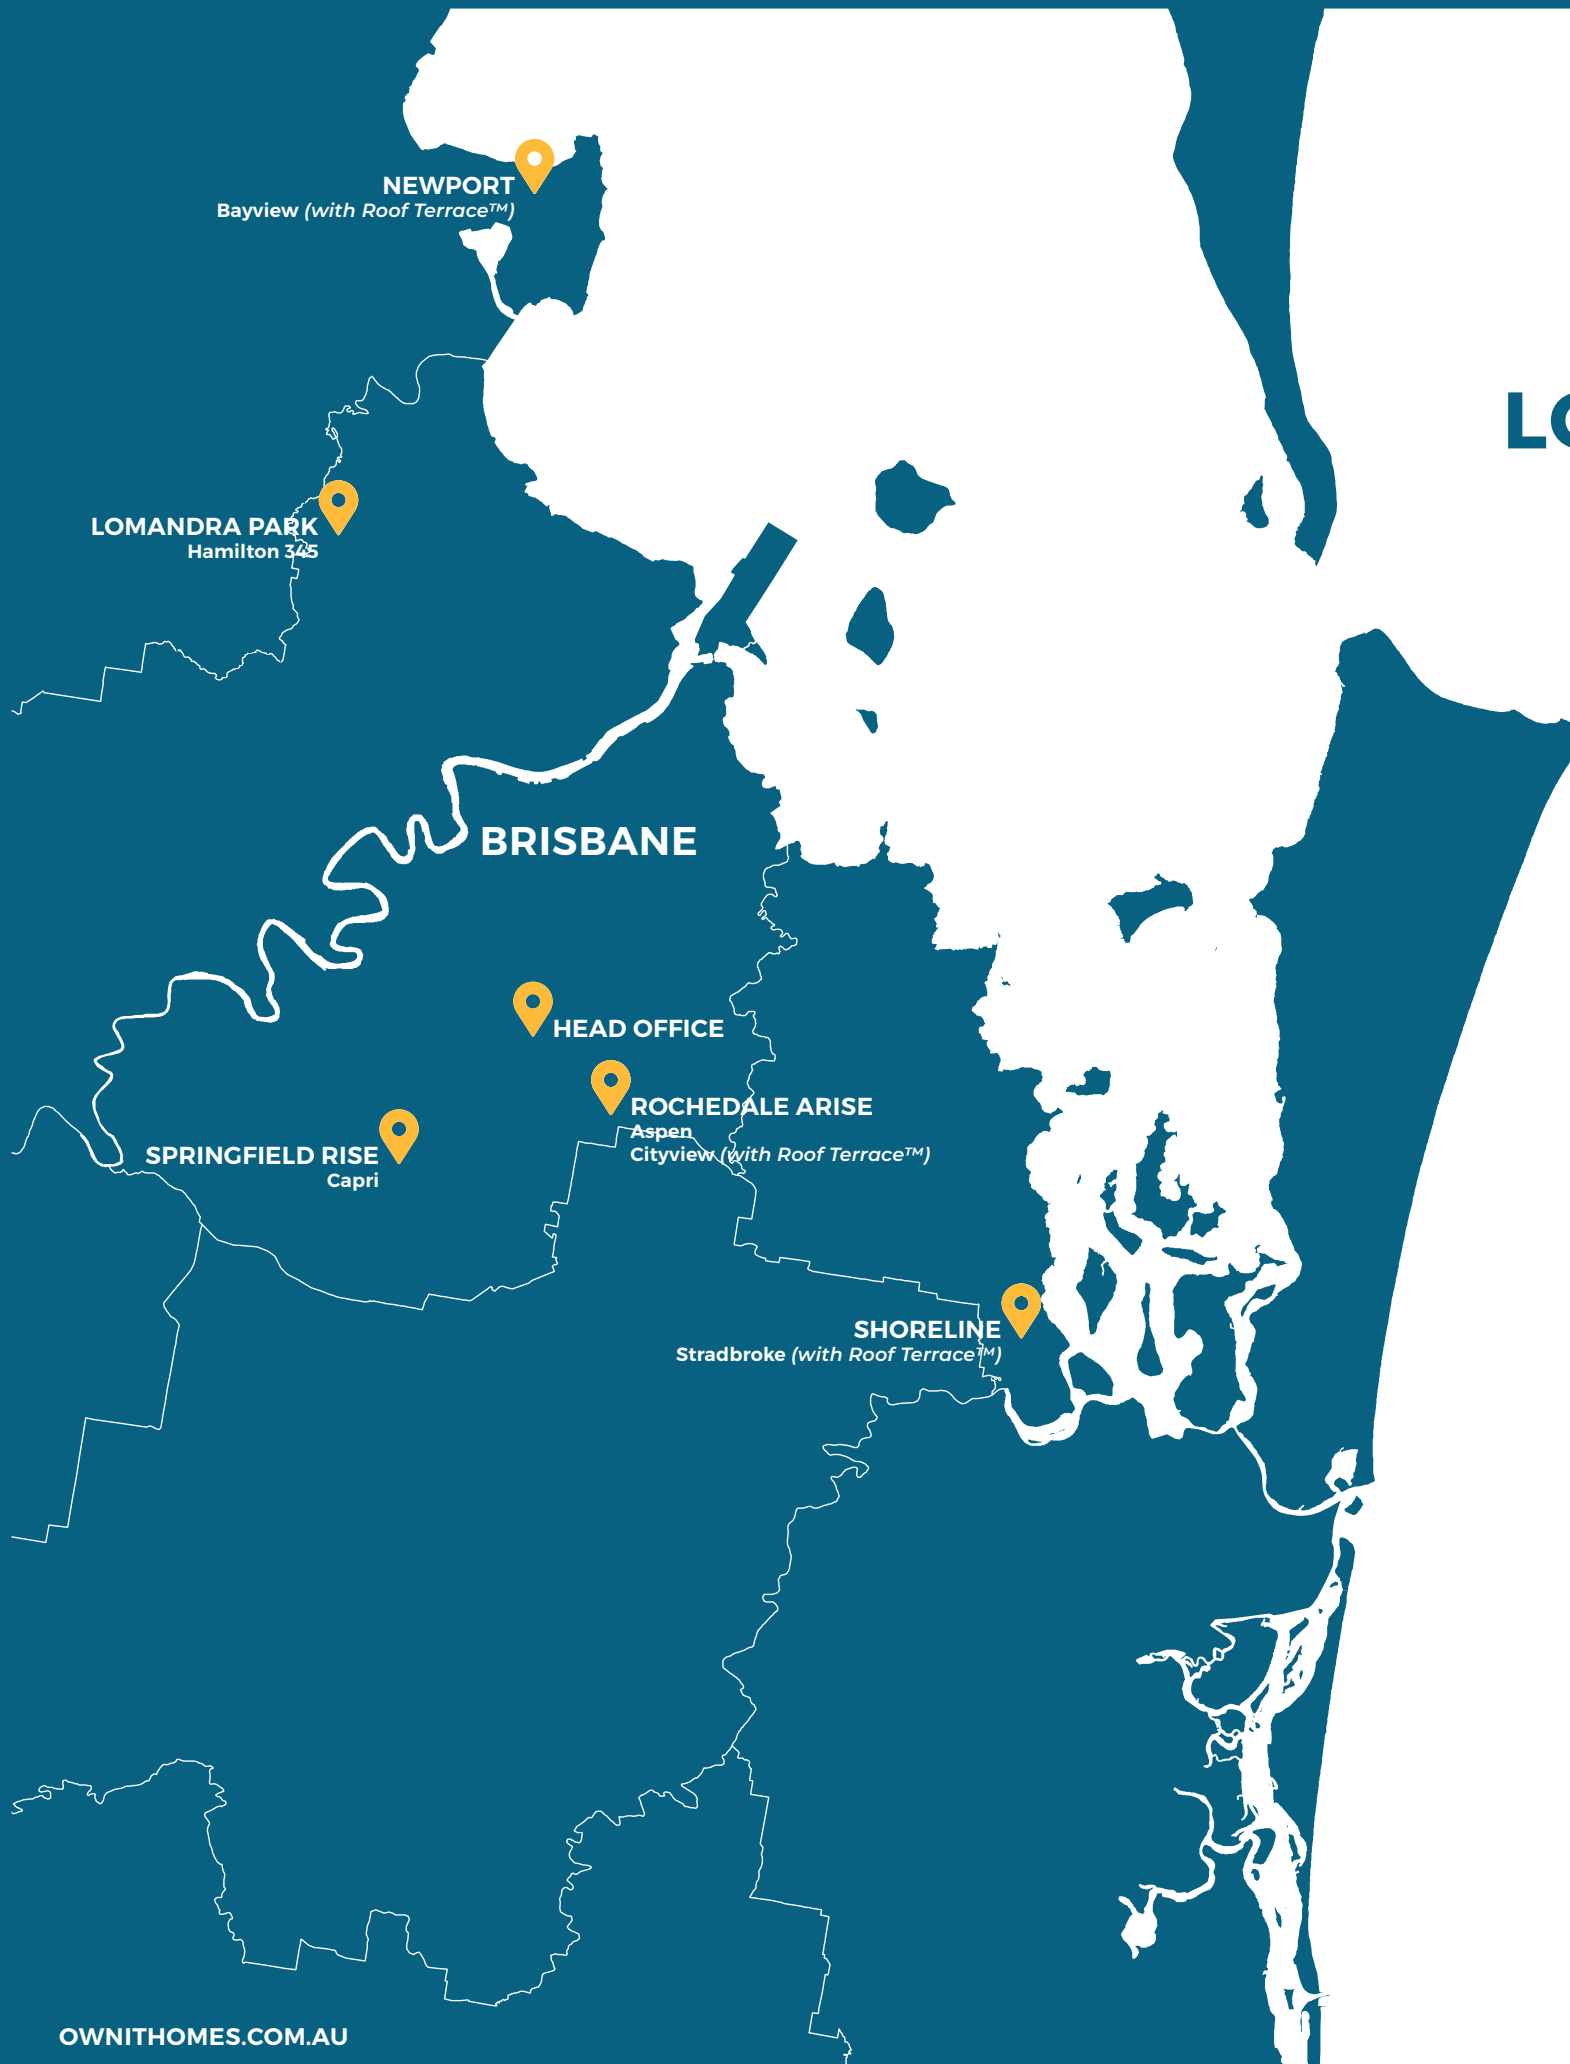 NEWPORT
Bayview (with Roof Terrace™)
LOMANDRA PARK
Hamilton 345
BRISBANE
HEAD OFFICE
ROCHEDALE ARISE
Aspen
Cityview (with Roof Terrace™)
SPRINGFIELD RISE
Capri
SHORELINE
Stradbroke (with Roof Terrace™)
OWNITHOMES.COM.AU